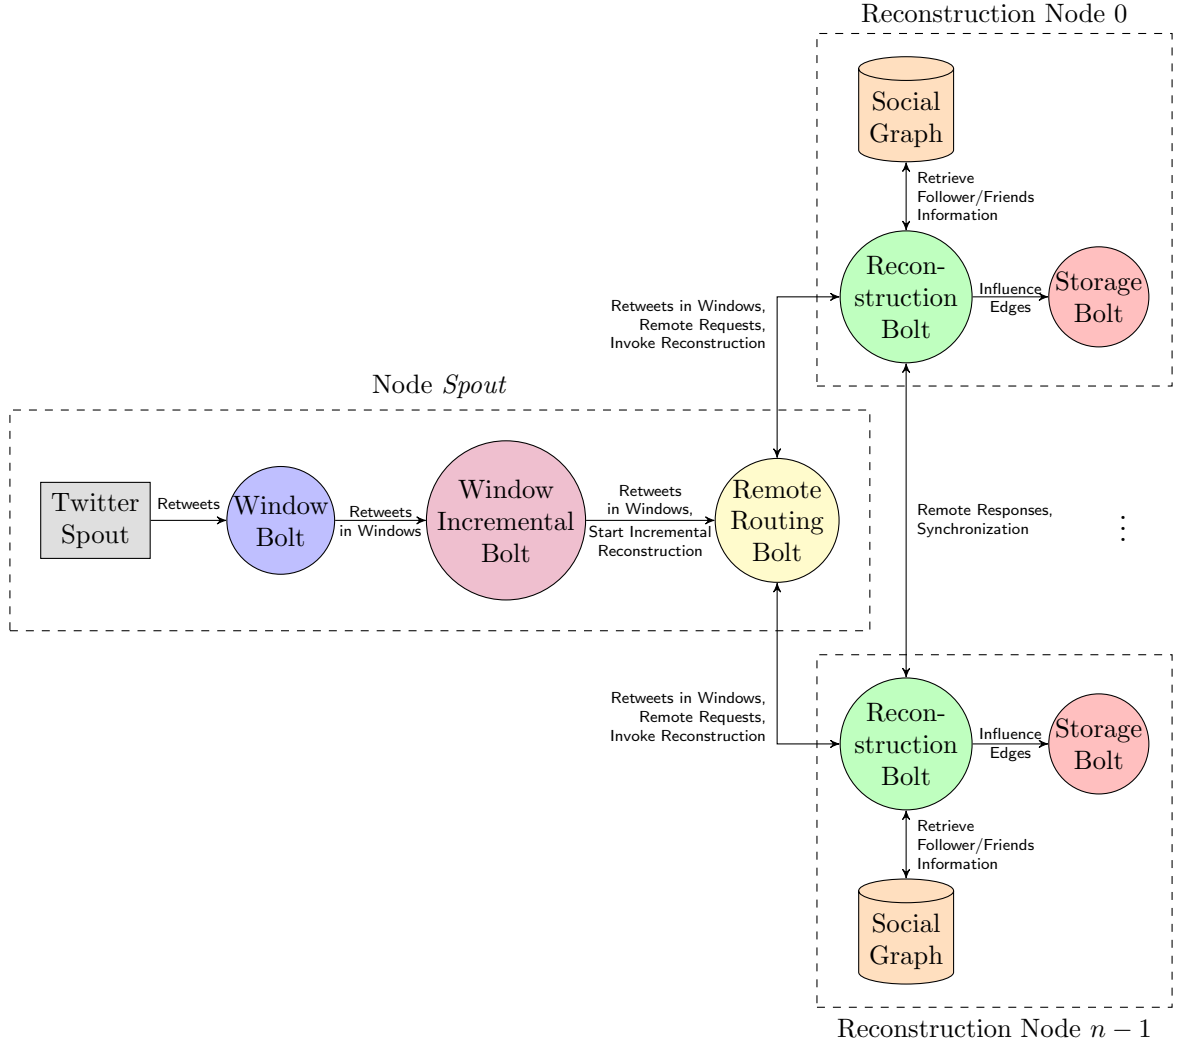 Reconstruction Node 0
Social
Graph
Retrieve
Follower/Friends
Information
Recon-
struction
Bolt
Influence
Edges
Storage
Bolt
Retweets in Windows,
Remote Requests,
Invoke Reconstruction
Node Spout
Twitter
Spout
Retweets
Window
Bolt
Retweets
in Windows
Window
Incremental
Bolt
Retweets
in Windows,
Start Incremental
Reconstruction
Remote
Routing
Bolt
Remote Responses,
Synchronization
⋮
Retweets in Windows,
Remote Requests,
Invoke Reconstruction
Recon-
struction
Bolt
Influence
Edges
Storage
Bolt
Retrieve
Follower/Friends
Information
Social
Graph
Reconstruction Node n − 1